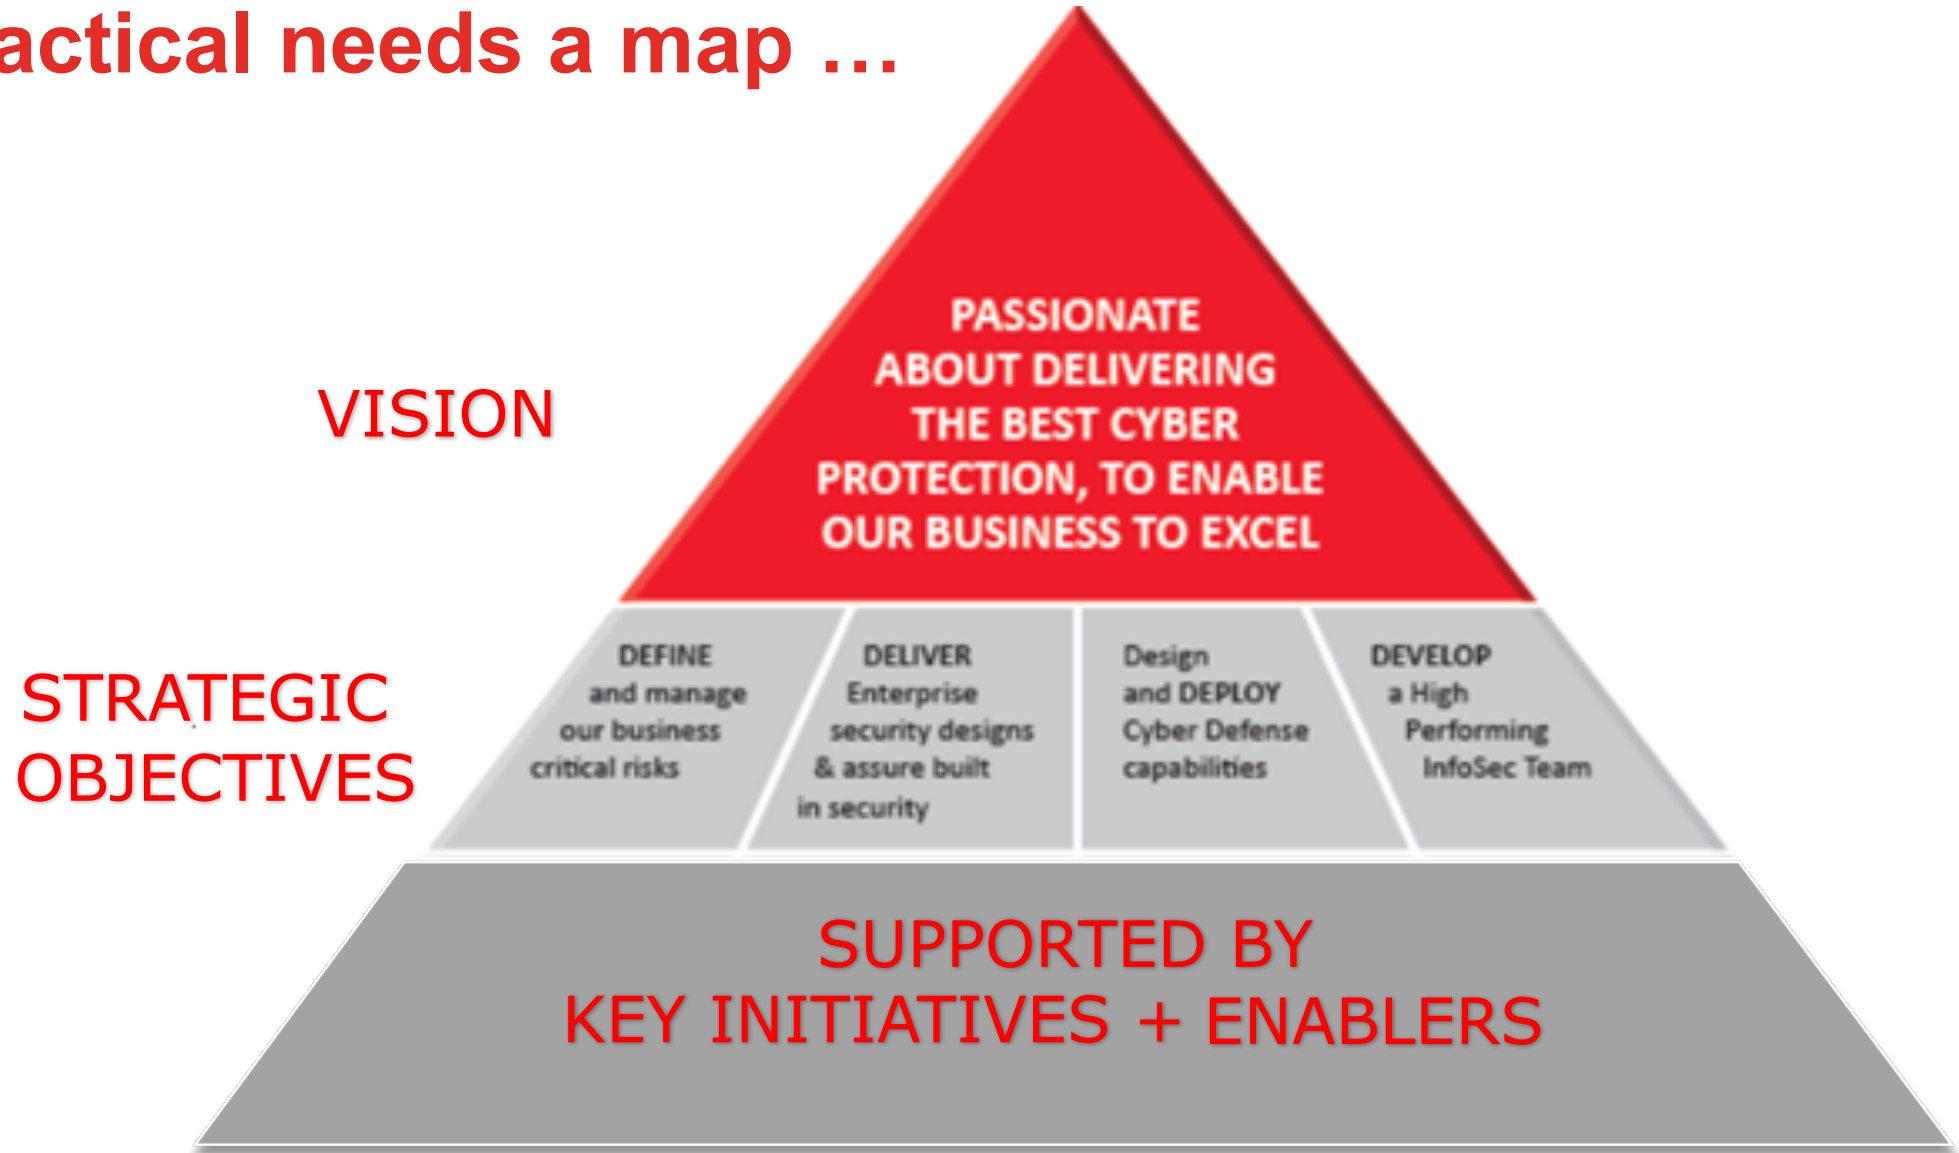 actical needs a map ...
PASSIONATE
ABOUT DELIVERING
THE BEST CYBER
PROTECTION, TO ENABLE
OUR BUSINESS TO EXCEL
VISION
STRATEGIC
OBJECTIVES
DEFINE
and manage
our business
critical risks
DELIVER
Enterprise
security designs
& assure built
in security
Design
and DEPLOY
Cyber Defense
capabilities
DEVELOP
a High
Performing
InfoSec Team
SUPPORTED BY
KEY INITIATIVES + ENABLERS